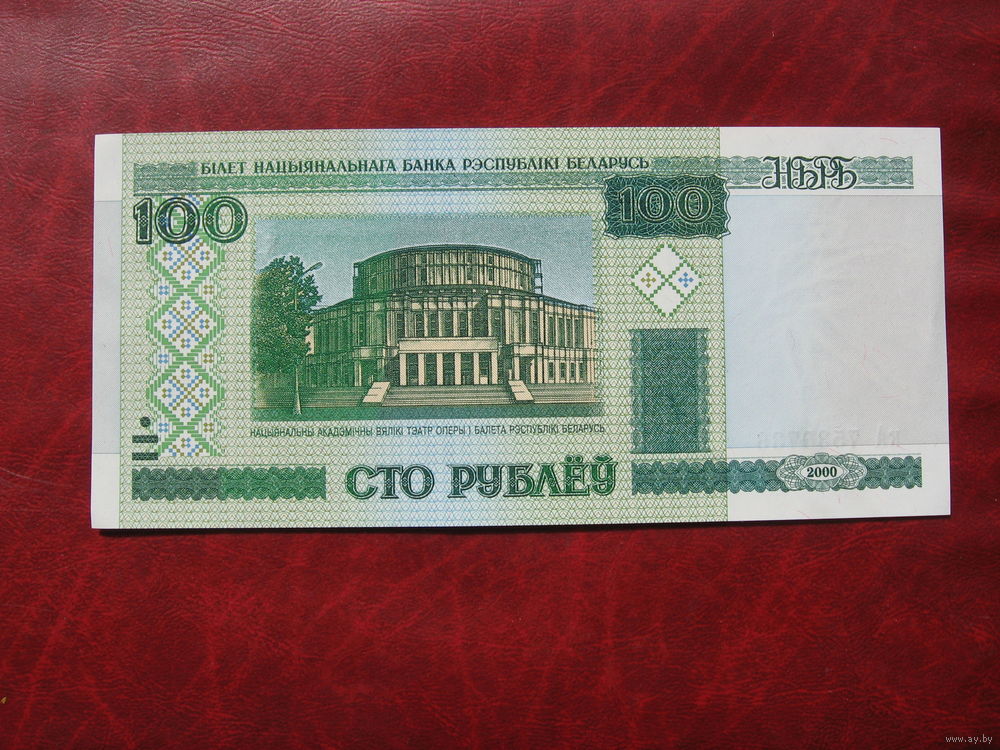 БІЛЕТ НАЦЫЯНАЛЬНАГА БАНКА РЭСПУБЛІКІ БЕЛАРУСЬ
НБРБ
100
100
НАЦЫЯНАЛЬНЫ АКАДЭМІЧНЫ ВЯЛІКІ ТЭАТР ОПЕРЫ І БАЛЕТА РЭСПУБЛІКІ БЕЛАРУСЬ
СТО РУБЛЁЎ
2000
www.ay.by